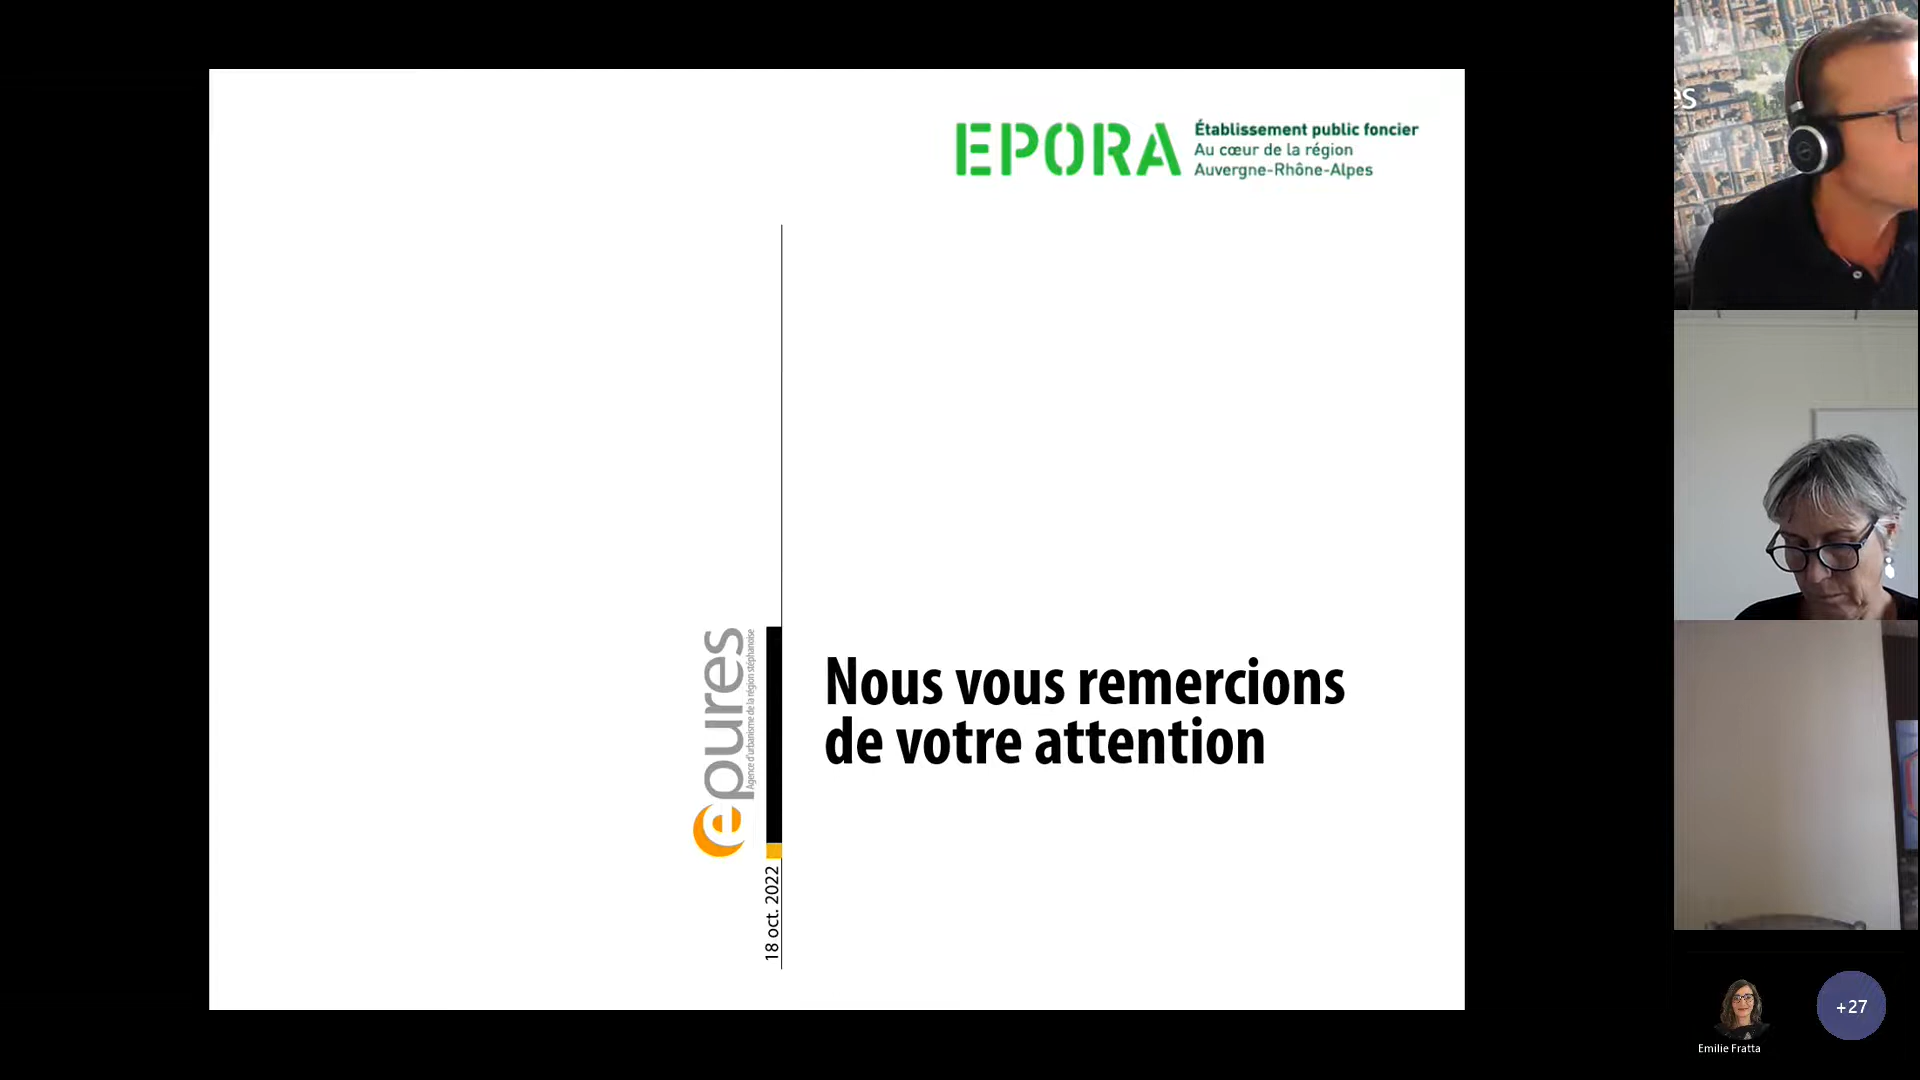 EPORA
Établissement public foncier
Au cœur de la région
Auvergne-Rhône-Alpes
epures
Agence d'urbanisme de la région stéphanoise
Nous vous remercions
de votre attention
18 oct. 2022
es
+27
Emilie Fratta